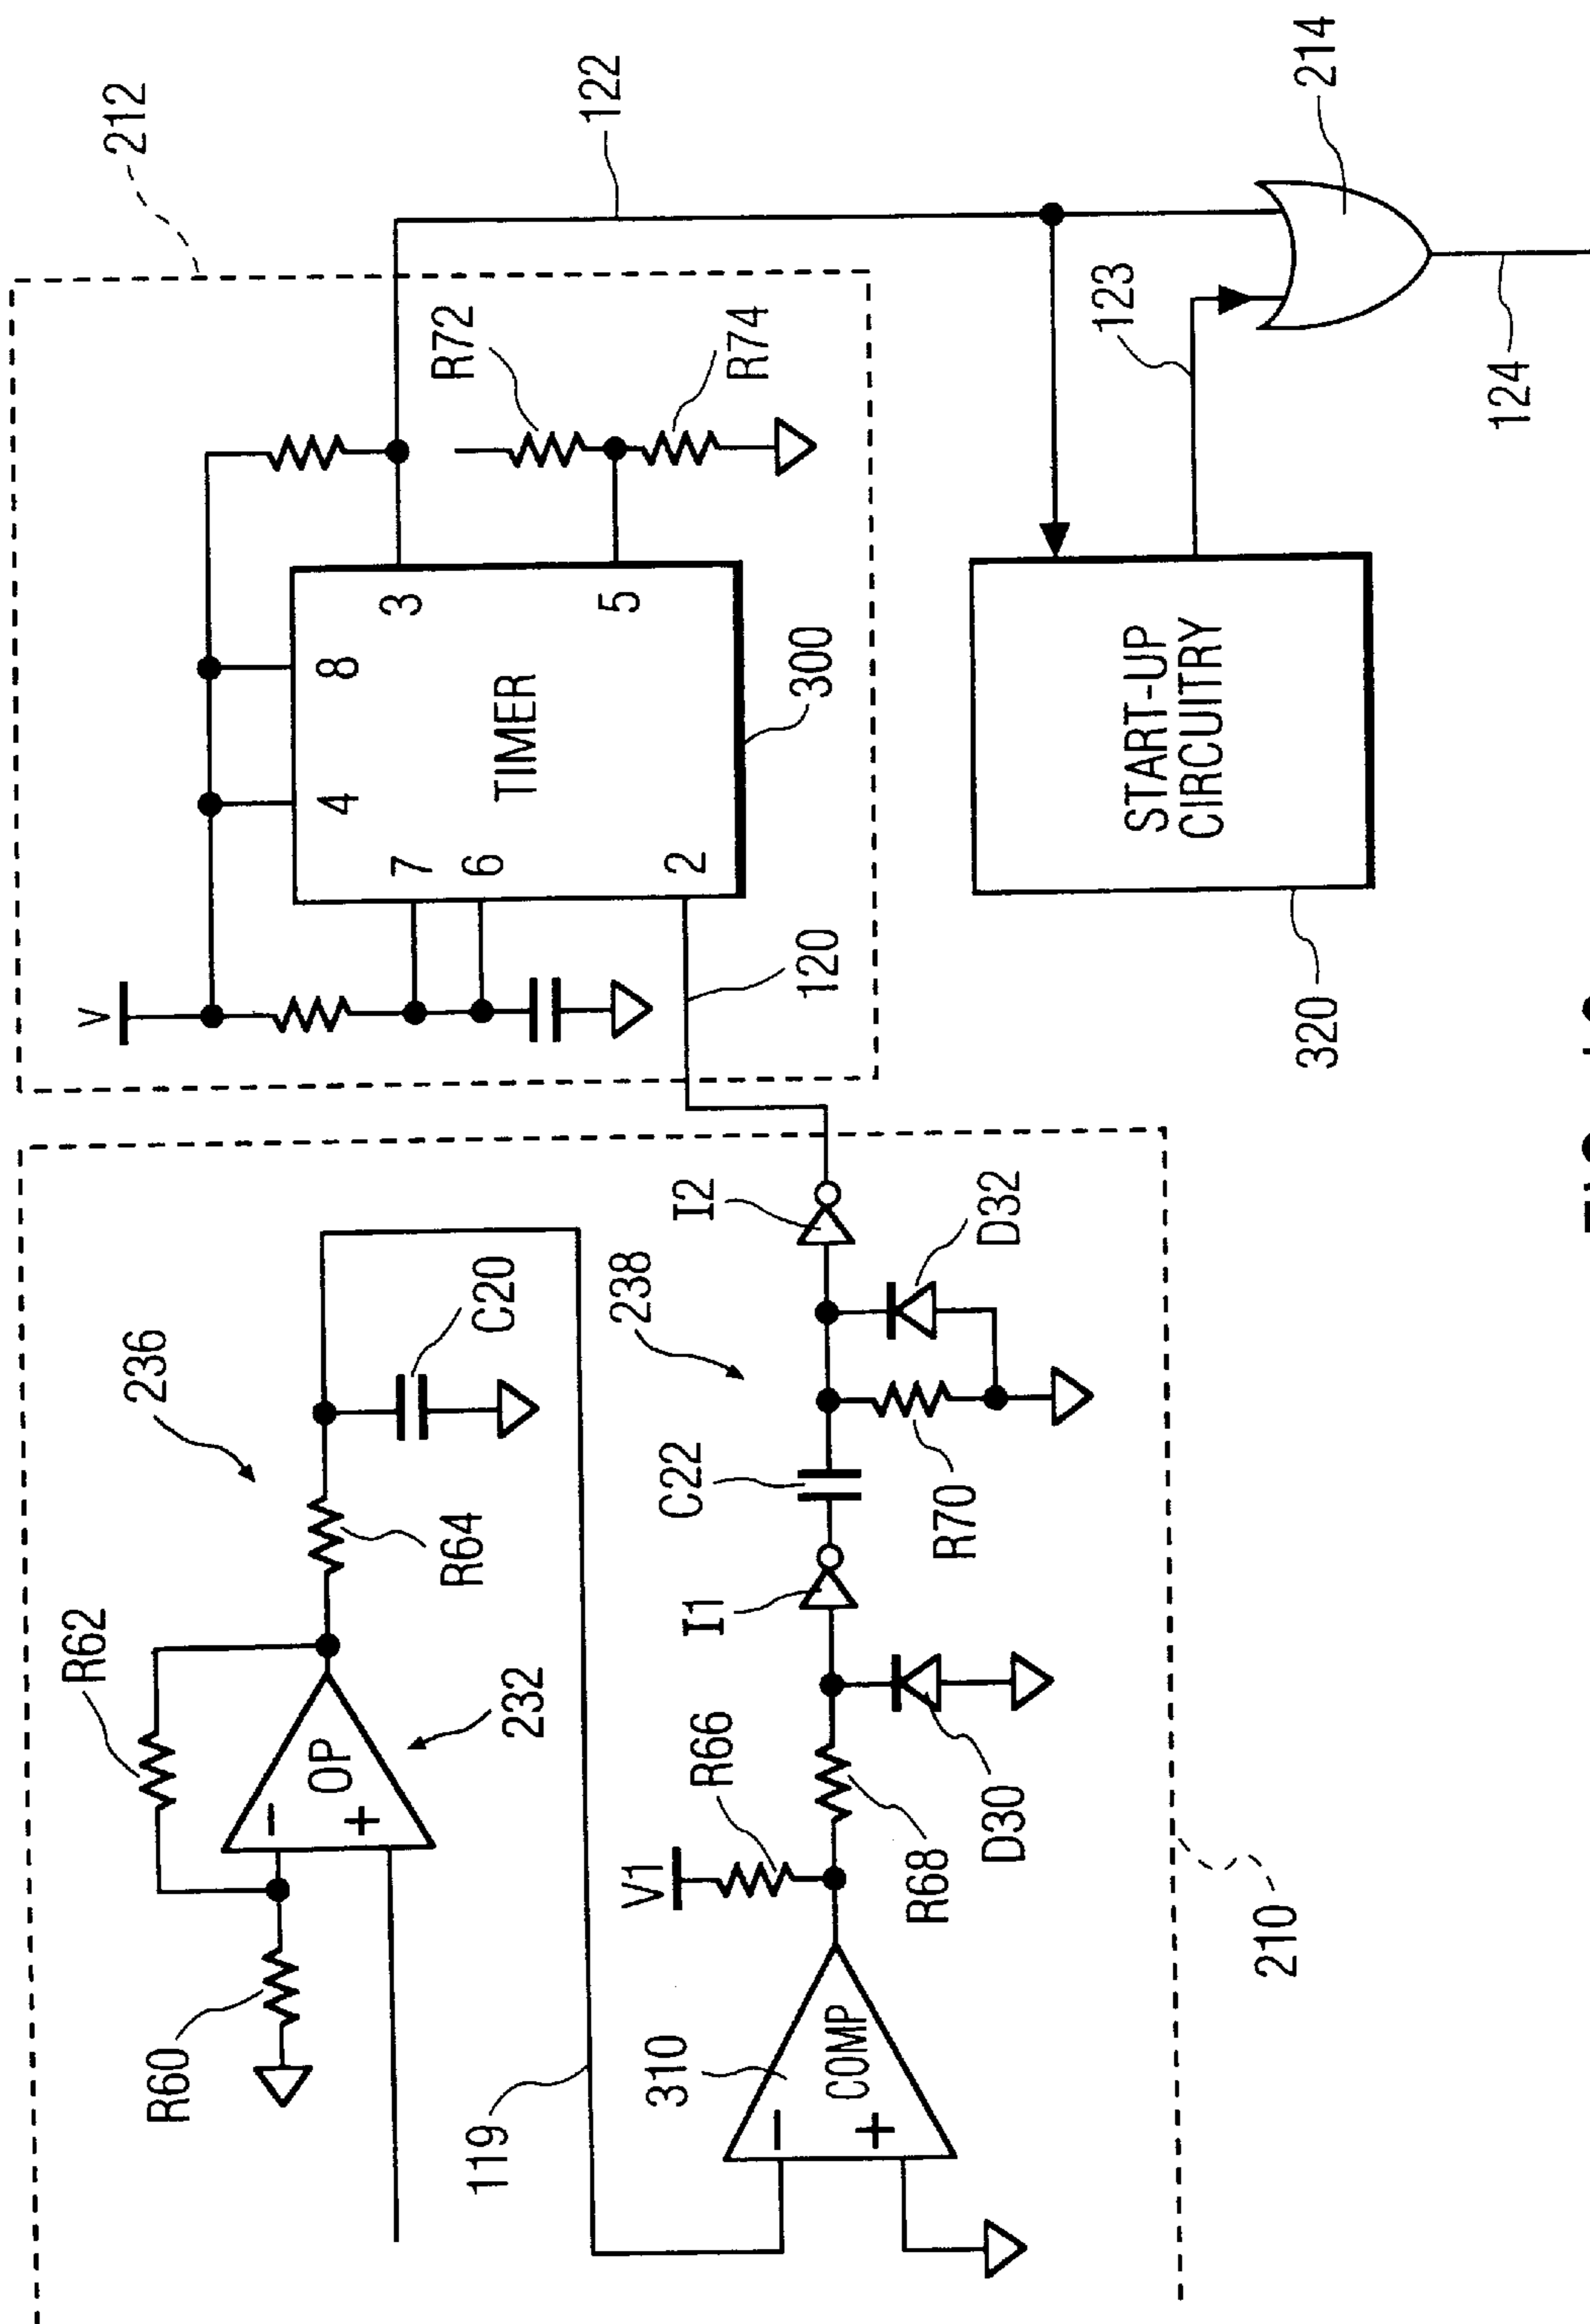 R60
R62
OP
−
+
232
R64
236
C20
119
310
COMP
−
+
V1
R66
R68
D30
I1
C22
R70
238
I2
D32
210
V
7
6
2
4
8
3
5
TIMER
300
120
R72
R74
212
122
START-UP
CIRCUITRY
320
123
214
124